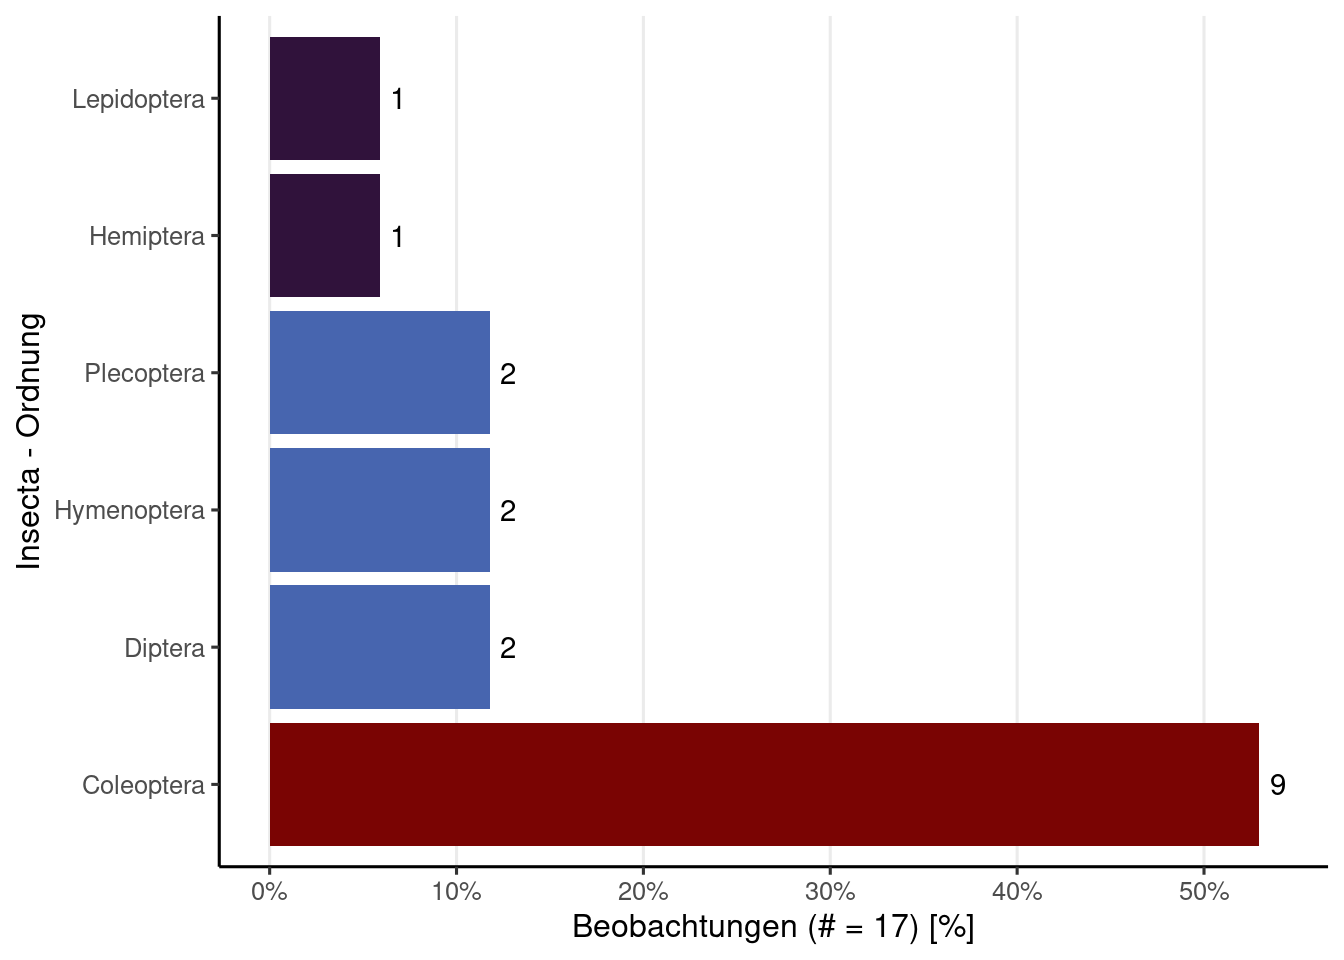 Insecta - Ordnung
Lepidoptera
1
Hemiptera
1
Plecoptera
2
Hymenoptera
2
Diptera
2
Coleoptera
9
0% 10% 20% 30% 40% 50%
Beobachtungen (# = 17) [%]